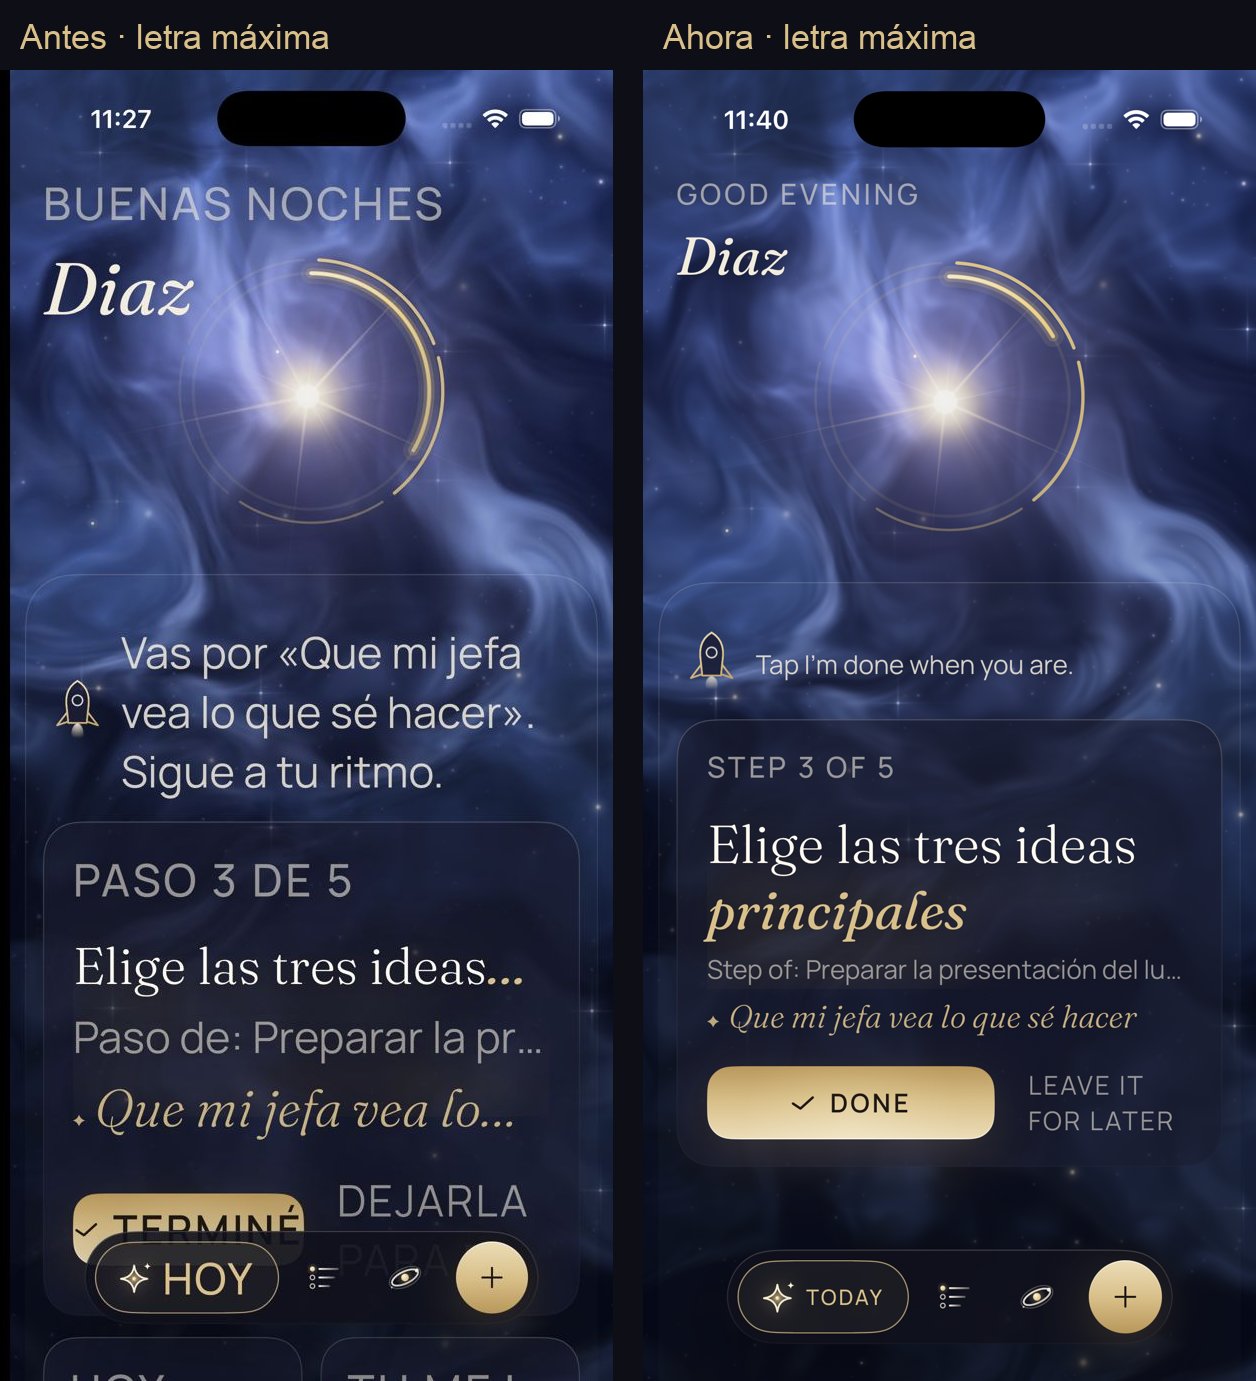 Antes · letra máxima
11:27
BUENAS NOCHES
Diaz
Vas por «Que mi jefa
vea lo que sé hacer».
Sigue a tu ritmo.
PASO 3 DE 5
Elige las tres ideas...
Paso de: Preparar la pr...
Que mi jefa vea lo...
TERMINÉ
DEJARLA
PARA
HOY
HOY
Ahora · letra máxima
11:40
GOOD EVENING
Diaz
Tap I'm done when you are.
STEP 3 OF 5
Elige las tres ideas
principales
Step of: Preparar la presentación del lu...
Que mi jefa vea lo que sé hacer
DONE
LEAVE IT
FOR LATER
TODAY